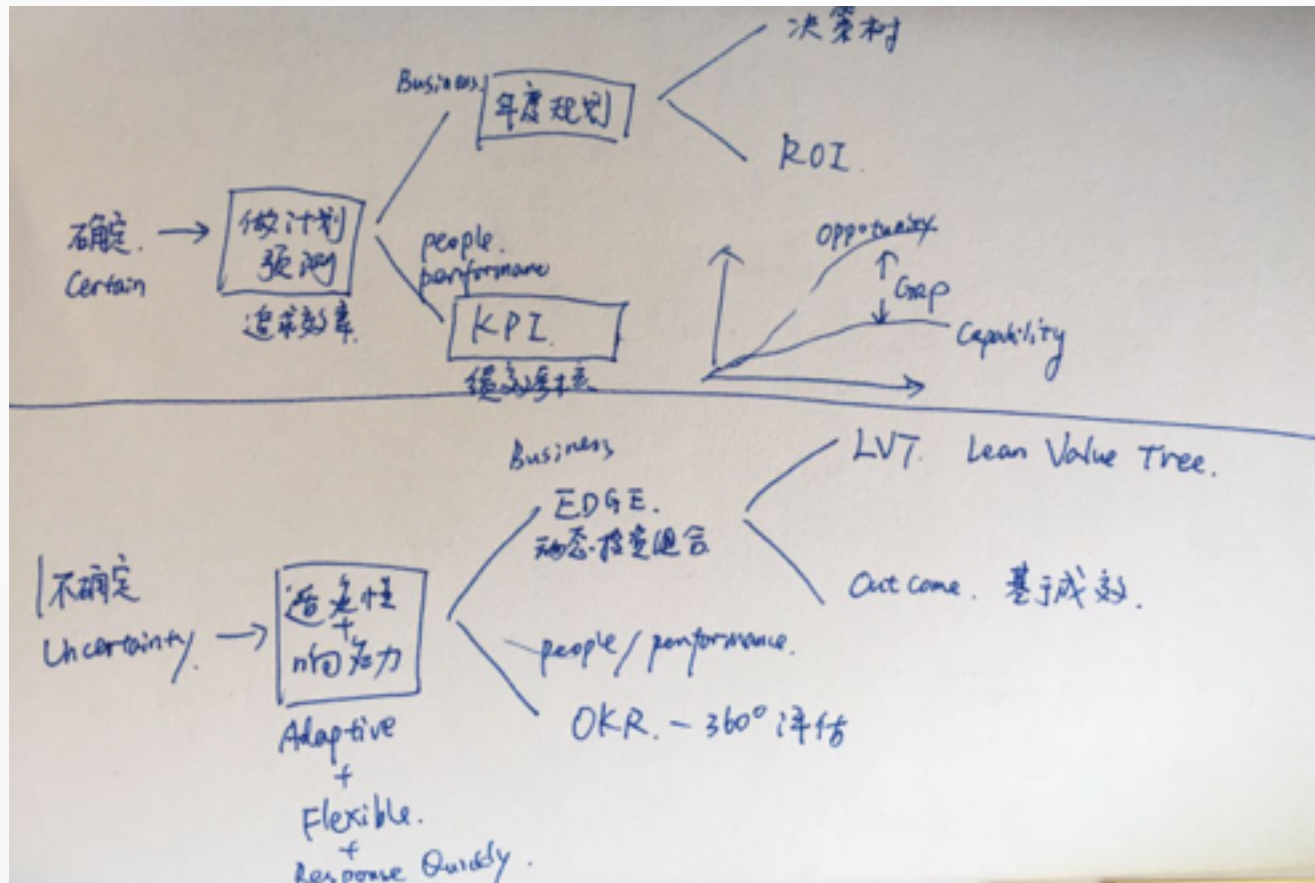 决策树
Business
年度规划
ROI.
确定.
Certain
做计划
预测
追求效率
people.
performance
KPI.
绩效考核
Opportunity
Gap
Capability
Business
LVT. Lean Value Tree.
EDGE.
动态投资组合
不确定
Uncertainty
适应性
+
响应力
Outcome. 基于成效.
people/performance.
OKR. - 360° 评估
Adaptive
+
Flexible.
+
Response Quickly.